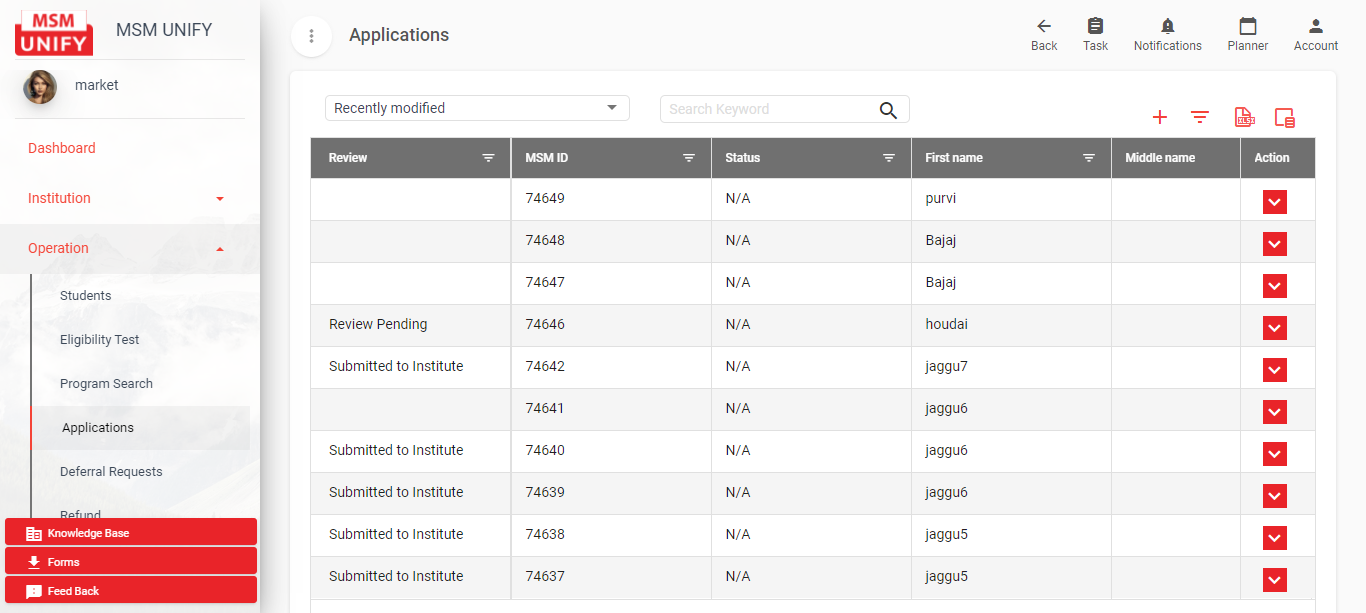 MSM
UNIFY
MSM UNIFY
market
Dashboard
Institution
Operation
Students
Eligibility Test
Program Search
Applications
Deferral Requests
Refund
Knowledge Base
Forms
Feed Back
Applications
Back
Task
Notifications
Planner
Account
Recently modified
Search Keyword
XLSX
Review MSM ID Status First name Middle name Action
74649 N/A purvi
74648 N/A Bajaj
74647 N/A Bajaj
Review Pending 74646 N/A houdai
Submitted to Institute 74642 N/A jaggu7
74641 N/A jaggu6
Submitted to Institute 74640 N/A jaggu6
Submitted to Institute 74639 N/A jaggu6
Submitted to Institute 74638 N/A jaggu5
Submitted to Institute 74637 N/A jaggu5